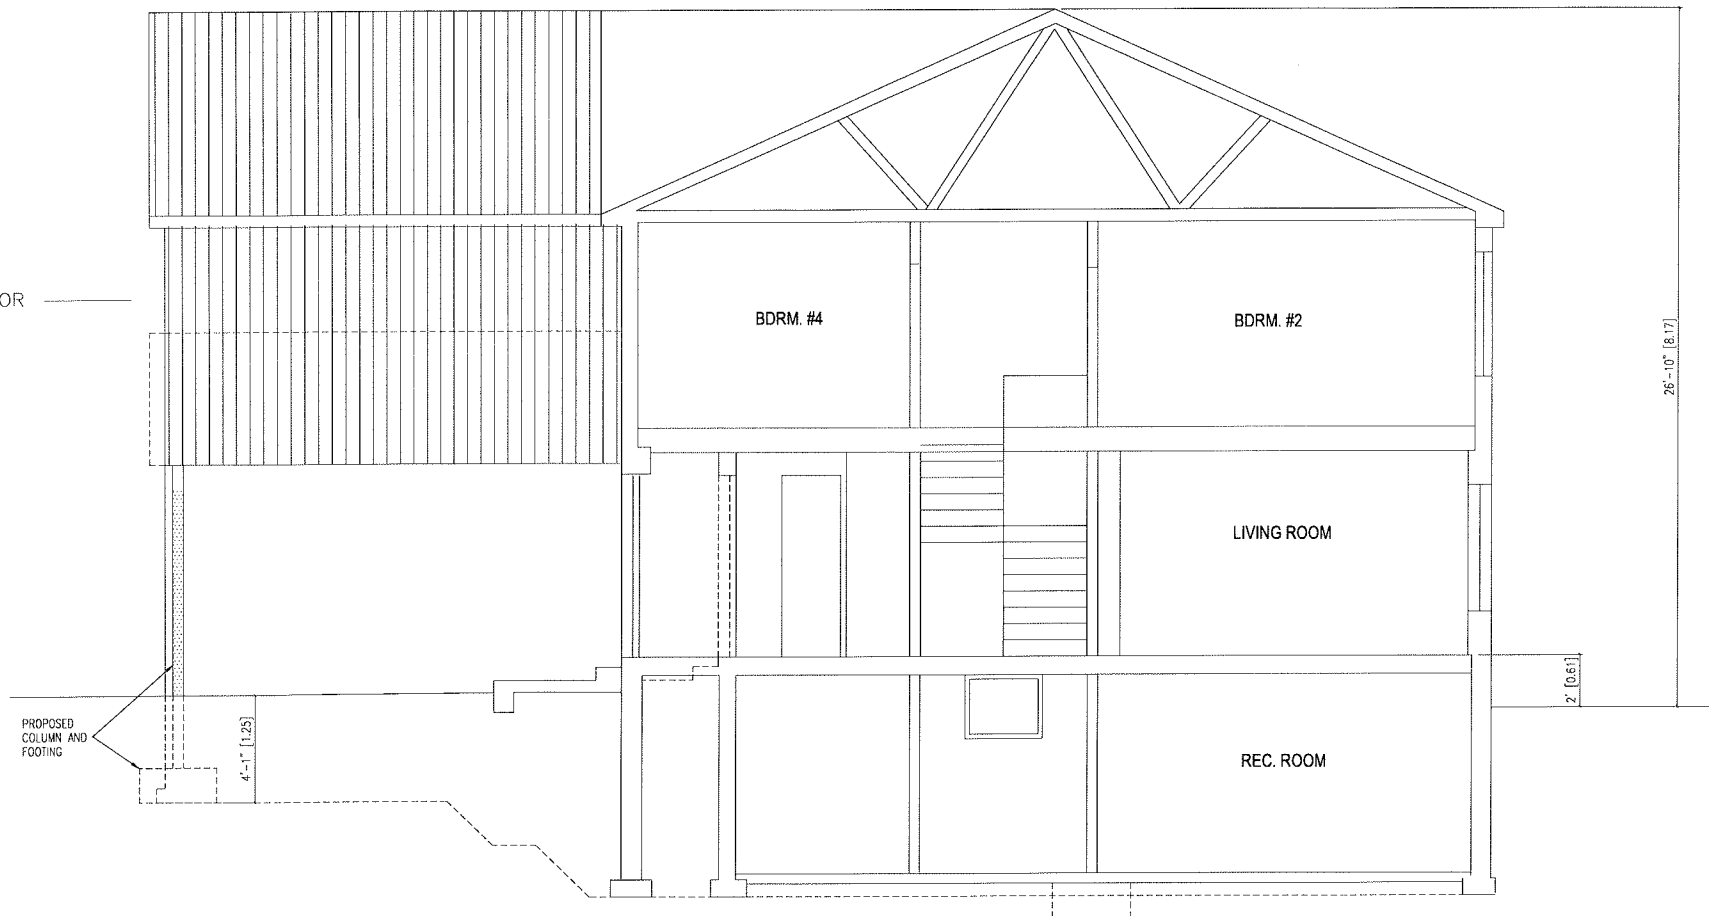 OR
BDRM. #4
BDRM. #2
26'-10" [8.17]
LIVING ROOM
2' [0.61]
PROPOSED
COLUMN AND
FOOTING
4'-1" [1.25]
REC. ROOM